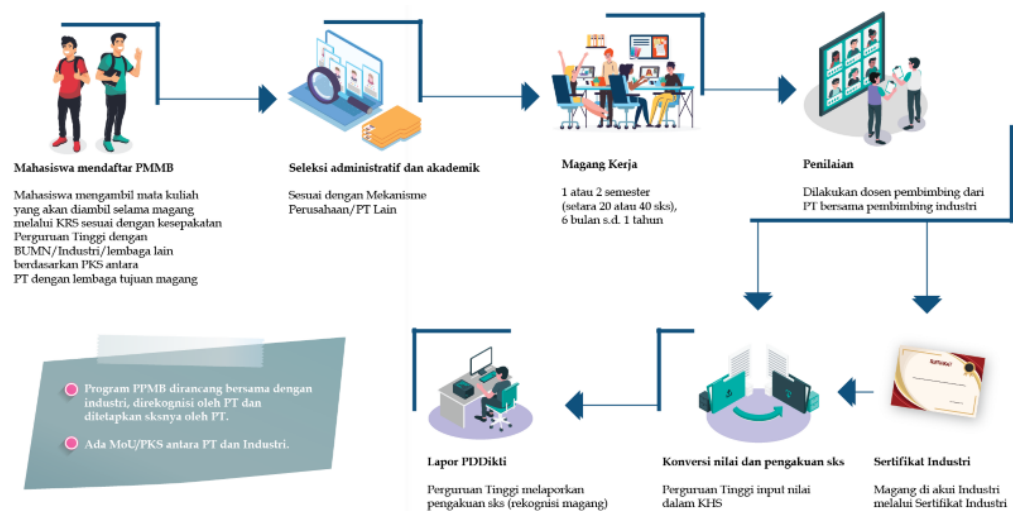 Mahasiswa mendaftar PMMB
Mahasiswa mengambil mata kuliah
yang akan diambil selama magang
melalui KRS sesuai dengan kesepakatan
Perguruan Tinggi dengan
BUMN/Industri/lembaga lain
berdasarkan PKS antara
PT dengan lembaga tujuan magang
Seleksi administratif dan akademik
Sesuai dengan Mekanisme
Perusahaan/PT Lain
Magang Kerja
1 atau 2 semester
(setara 20 atau 40 sks),
6 bulan s.d. 1 tahun
Penilaian
Dilakukan dosen pembimbing dari
PT bersama pembimbing industri
Program PPMB dirancang bersama dengan
industri, direkognisi oleh PT dan
ditetapkan sksnya oleh PT.
Ada MoU/PKS antara PT dan Industri.
Lapor PDDikti
Perguruan Tinggi melaporkan
pengakuan sks (rekognisi magang)
Konversi nilai dan pengakuan sks
Perguruan Tinggi input nilai
dalam KHS
Sertifikat Industri
Magang di akui Industri
melalui Sertifikat Industri